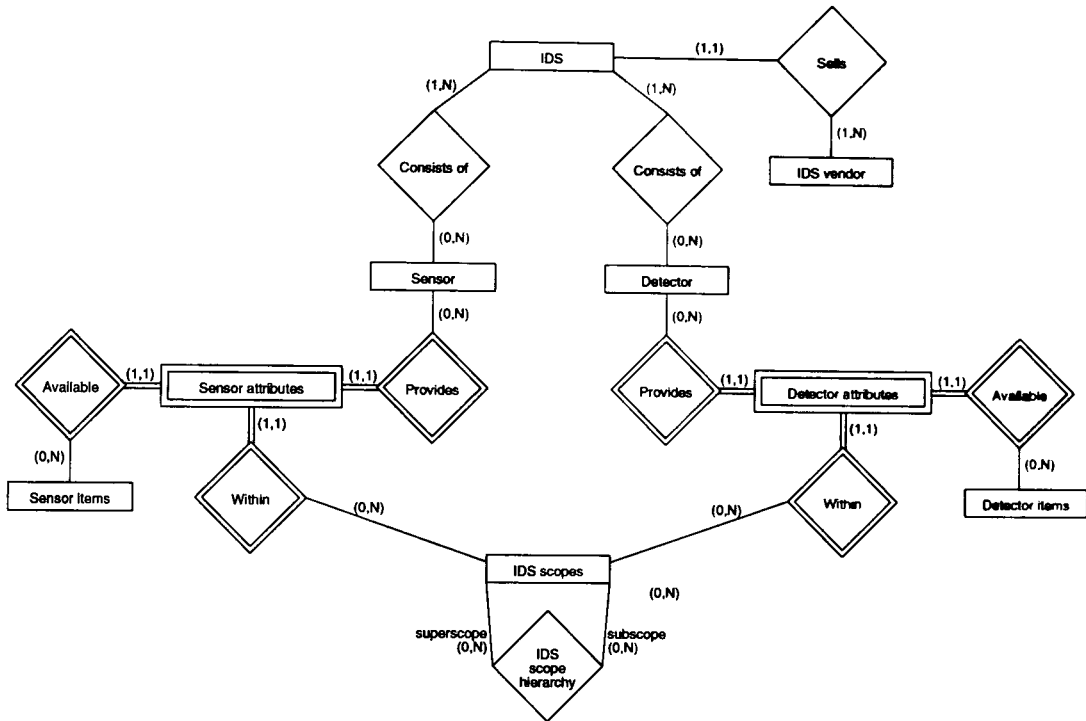 IDS
(1,1)
Sells
(1,N)
(1,N)
(1,N)
Consists of
Consists of
IDS vendor
(0,N)
(0,N)
Sensor
Detector
(0,N)
(0,N)
Available
(1,1)
Sensor attributes
(1,1)
Provides
Provides
(1,1)
Detector attributes
(1,1)
Available
(1,1)
(1,1)
(0,N)
(0,N)
Sensor items
Within
Within
Detector items
(0,N)
(0,N)
IDS scopes
(0,N)
superscope
(0,N)
subscope
(0,N)
IDS
scope
hierarchy